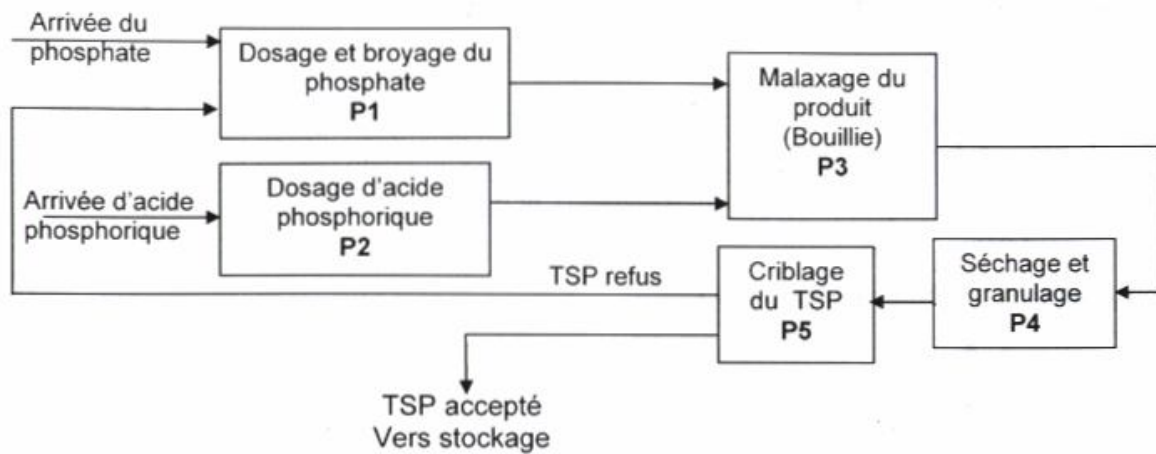 Arrivée du
phosphate
Dosage et broyage du
phosphate
P1
Malaxage du
produit
(Bouillie)
P3
Arrivée d'acide
phosphorique
Dosage d'acide
phosphorique
P2
TSP refus
Criblage
du TSP
P5
Séchage et
granulage
P4
TSP accepté
Vers stockage